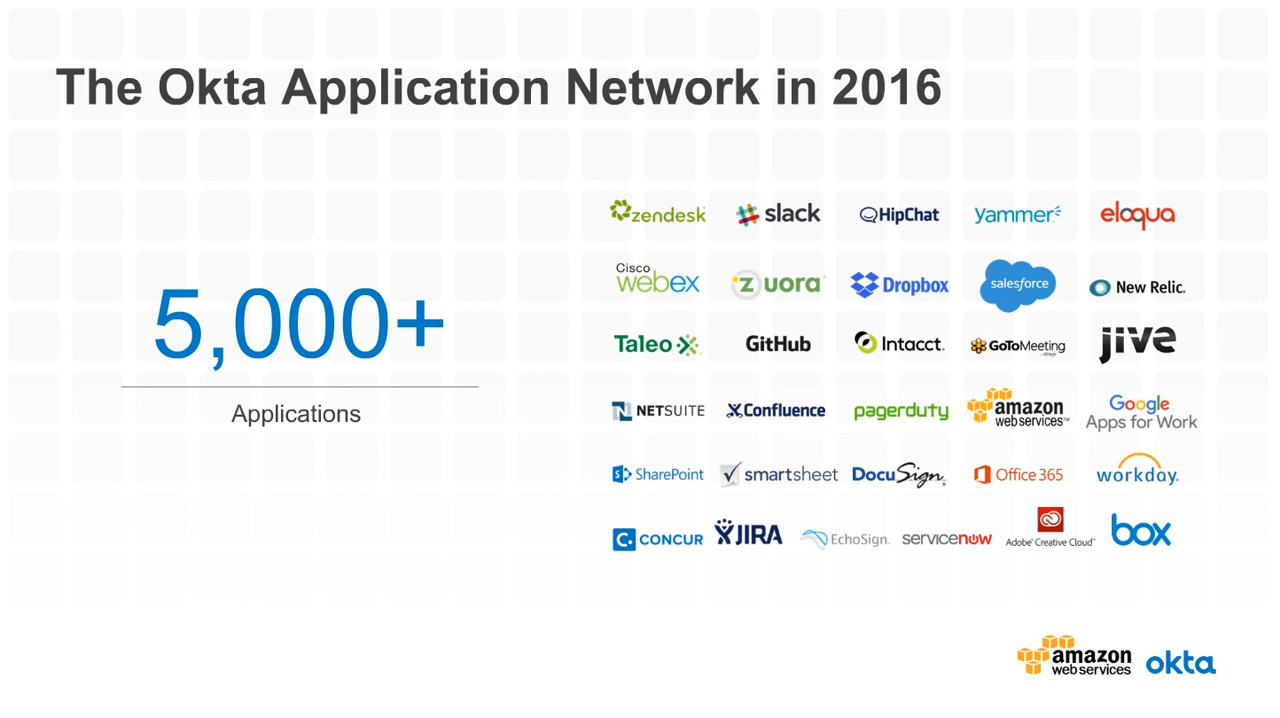 The Okta Application Network in 2016
5,000+
Applications
zendesk slack HipChat yammer eloqua
Cisco
webex zuora Dropbox salesforce New Relic.
Taleo GitHub Intacct. GoToMeeting jive
NETSUITE Confluence pagerduty amazon
web services™ Google
Apps for Work
SharePoint smartsheet DocuSign Office 365 workday.
CONCUR JIRA EchoSign servicenow Adobe® Creative Cloud™ box
amazon
web services okta